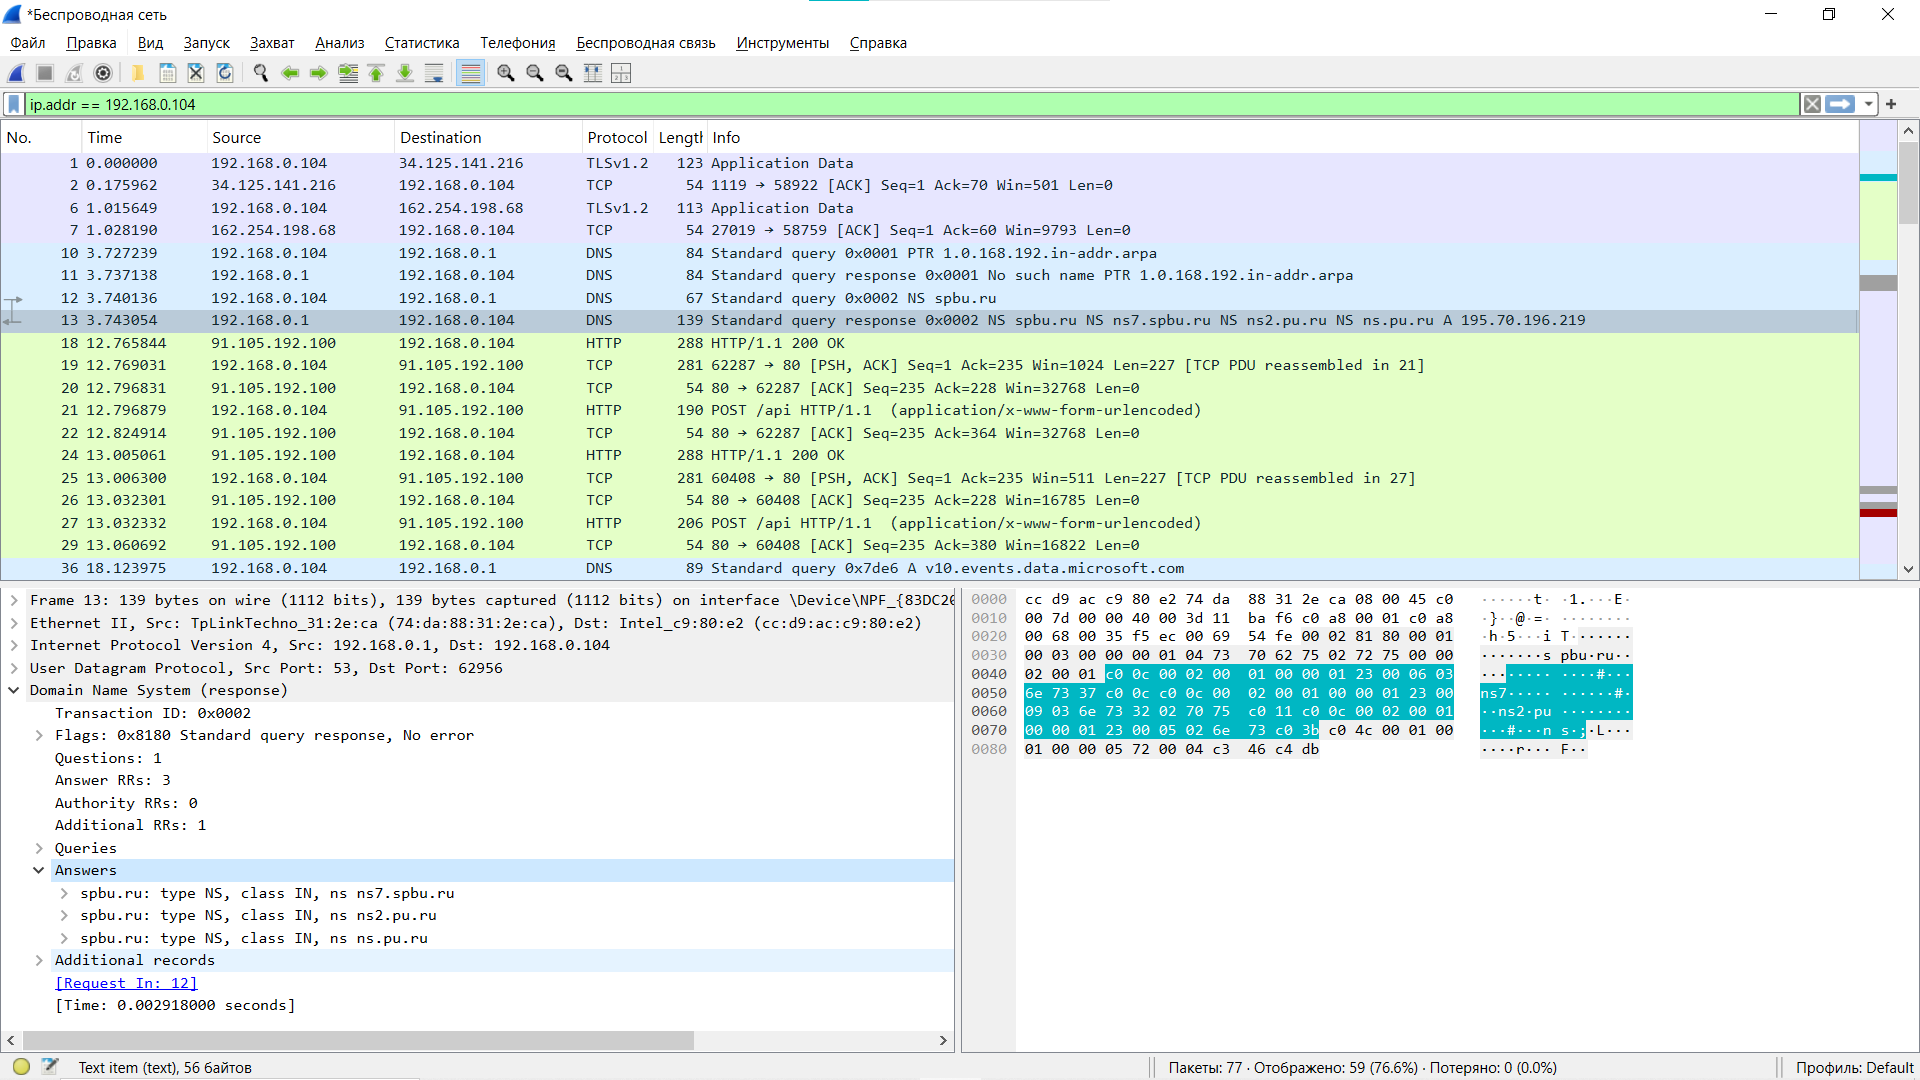 *Беспроводная сеть
Файл Правка Вид Запуск Захват Анализ Статистика Телефония Беспроводная связь Инструменты Справка
ip.addr == 192.168.0.104
No. Time Source Destination Protocol Length Info
1 0.000000 192.168.0.104 34.125.141.216 TLSv1.2 123 Application Data
2 0.175962 34.125.141.216 192.168.0.104 TCP 54 1119 → 58922 [ACK] Seq=1 Ack=70 Win=501 Len=0
6 1.015649 192.168.0.104 162.254.198.68 TLSv1.2 113 Application Data
7 1.028190 162.254.198.68 192.168.0.104 TCP 54 27019 → 58759 [ACK] Seq=1 Ack=60 Win=9793 Len=0
10 3.727239 192.168.0.104 192.168.0.1 DNS 84 Standard query 0x0001 PTR 1.0.168.192.in-addr.arpa
11 3.737138 192.168.0.1 192.168.0.104 DNS 84 Standard query response 0x0001 No such name PTR 1.0.168.192.in-addr.arpa
12 3.740136 192.168.0.104 192.168.0.1 DNS 67 Standard query 0x0002 NS spbu.ru
13 3.743054 192.168.0.1 192.168.0.104 DNS 139 Standard query response 0x0002 NS spbu.ru NS ns7.spbu.ru NS ns2.pu.ru NS ns.pu.ru A 195.70.196.219
18 12.765844 91.105.192.100 192.168.0.104 HTTP 288 HTTP/1.1 200 OK
19 12.769031 192.168.0.104 91.105.192.100 TCP 281 62287 → 80 [PSH, ACK] Seq=1 Ack=235 Win=1024 Len=227 [TCP PDU reassembled in 21]
20 12.796831 91.105.192.100 192.168.0.104 TCP 54 80 → 62287 [ACK] Seq=235 Ack=228 Win=32768 Len=0
21 12.796879 192.168.0.104 91.105.192.100 HTTP 190 POST /api HTTP/1.1 (application/x-www-form-urlencoded)
22 12.824914 91.105.192.100 192.168.0.104 TCP 54 80 → 62287 [ACK] Seq=235 Ack=364 Win=32768 Len=0
24 13.005061 91.105.192.100 192.168.0.104 HTTP 288 HTTP/1.1 200 OK
25 13.006300 192.168.0.104 91.105.192.100 TCP 281 60408 → 80 [PSH, ACK] Seq=1 Ack=235 Win=511 Len=227 [TCP PDU reassembled in 27]
26 13.032301 91.105.192.100 192.168.0.104 TCP 54 80 → 60408 [ACK] Seq=235 Ack=228 Win=16785 Len=0
27 13.032332 192.168.0.104 91.105.192.100 HTTP 206 POST /api HTTP/1.1 (application/x-www-form-urlencoded)
29 13.060692 91.105.192.100 192.168.0.104 TCP 54 80 → 60408 [ACK] Seq=235 Ack=380 Win=16822 Len=0
36 18.123975 192.168.0.104 192.168.0.1 DNS 89 Standard query 0x7de6 A v10.events.data.microsoft.com
Frame 13: 139 bytes on wire (1112 bits), 139 bytes captured (1112 bits) on interface \Device\NPF_{83DC20
Ethernet II, Src: TpLinkTechno_31:2e:ca (74:da:88:31:2e:ca), Dst: Intel_c9:80:e2 (cc:d9:ac:c9:80:e2)
Internet Protocol Version 4, Src: 192.168.0.1, Dst: 192.168.0.104
User Datagram Protocol, Src Port: 53, Dst Port: 62956
Domain Name System (response)
Transaction ID: 0x0002
Flags: 0x8180 Standard query response, No error
Questions: 1
Answer RRs: 3
Authority RRs: 0
Additional RRs: 1
Queries
Answers
spbu.ru: type NS, class IN, ns ns7.spbu.ru
spbu.ru: type NS, class IN, ns ns2.pu.ru
spbu.ru: type NS, class IN, ns ns.pu.ru
Additional records
[Request In: 12]
[Time: 0.002918000 seconds]
0000 cc d9 ac c9 80 e2 74 da 88 31 2e ca 08 00 45 c0 ······t· ·1.···E·
0010 00 7d 00 00 40 00 3d 11 ba f6 c0 a8 00 01 c0 a8 ·}··@·=· ········
0020 00 68 00 35 f5 ec 00 69 54 fe 00 02 81 80 00 01 ·h·5···i T·······
0030 00 03 00 00 00 01 04 73 70 62 75 02 72 75 00 00 ·······s pbu·ru··
0040 02 00 01 c0 0c 00 02 00 01 00 00 01 23 00 06 03 ········ ····#···
0050 6e 73 37 c0 0c c0 0c 00 02 00 01 00 00 01 23 00 ns7····· ······#·
0060 09 03 6e 73 32 02 70 75 c0 11 c0 0c 00 02 00 01 ··ns2·pu ········
0070 00 00 01 23 00 05 02 6e 73 c0 3b c0 4c 00 01 00 ···#···n s·;·L···
0080 01 00 00 05 72 00 04 c3 46 c4 db ····r··· F··
Text item (text), 56 байтов
Пакеты: 77 · Отображено: 59 (76.6%) · Потеряно: 0 (0.0%)
Профиль: Default